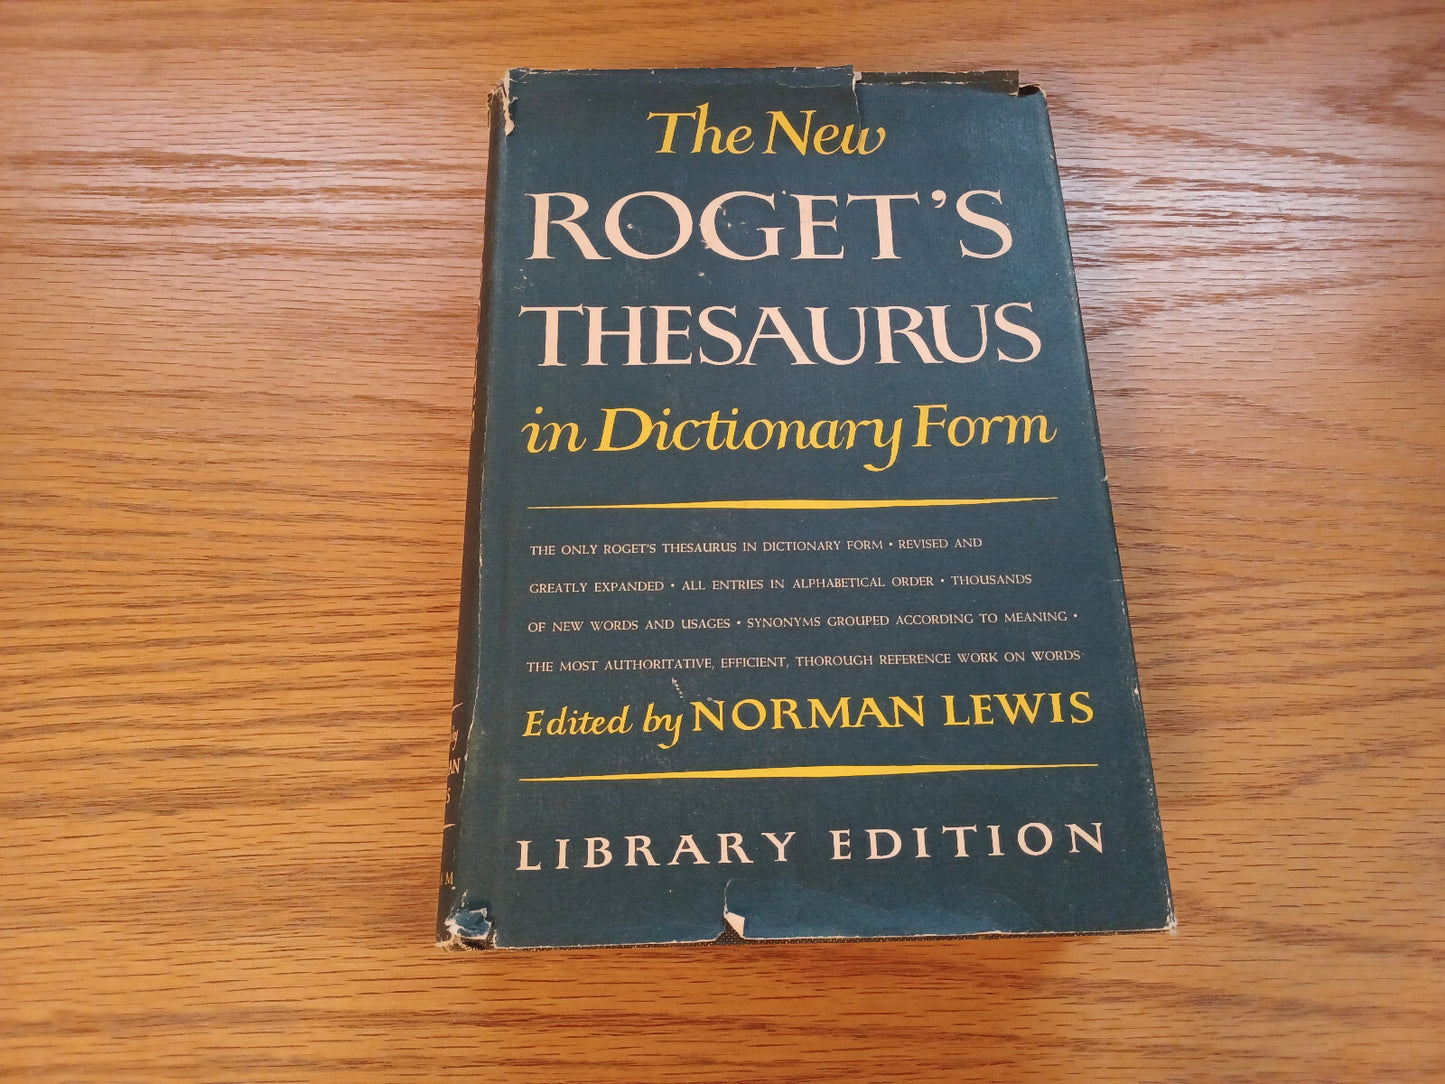 The New
ROGET'S
THESAURUS
in Dictionary Form
THE ONLY ROGET'S THESAURUS IN DICTIONARY FORM • REVISED AND
GREATLY EXPANDED • ALL ENTRIES IN ALPHABETICAL ORDER • THOUSANDS
OF NEW WORDS AND USAGES • SYNONYMS GROUPED ACCORDING TO MEANING •
THE MOST AUTHORITATIVE, EFFICIENT, THOROUGH REFERENCE WORK ON WORDS
Edited by NORMAN LEWIS
LIBRARY EDITION